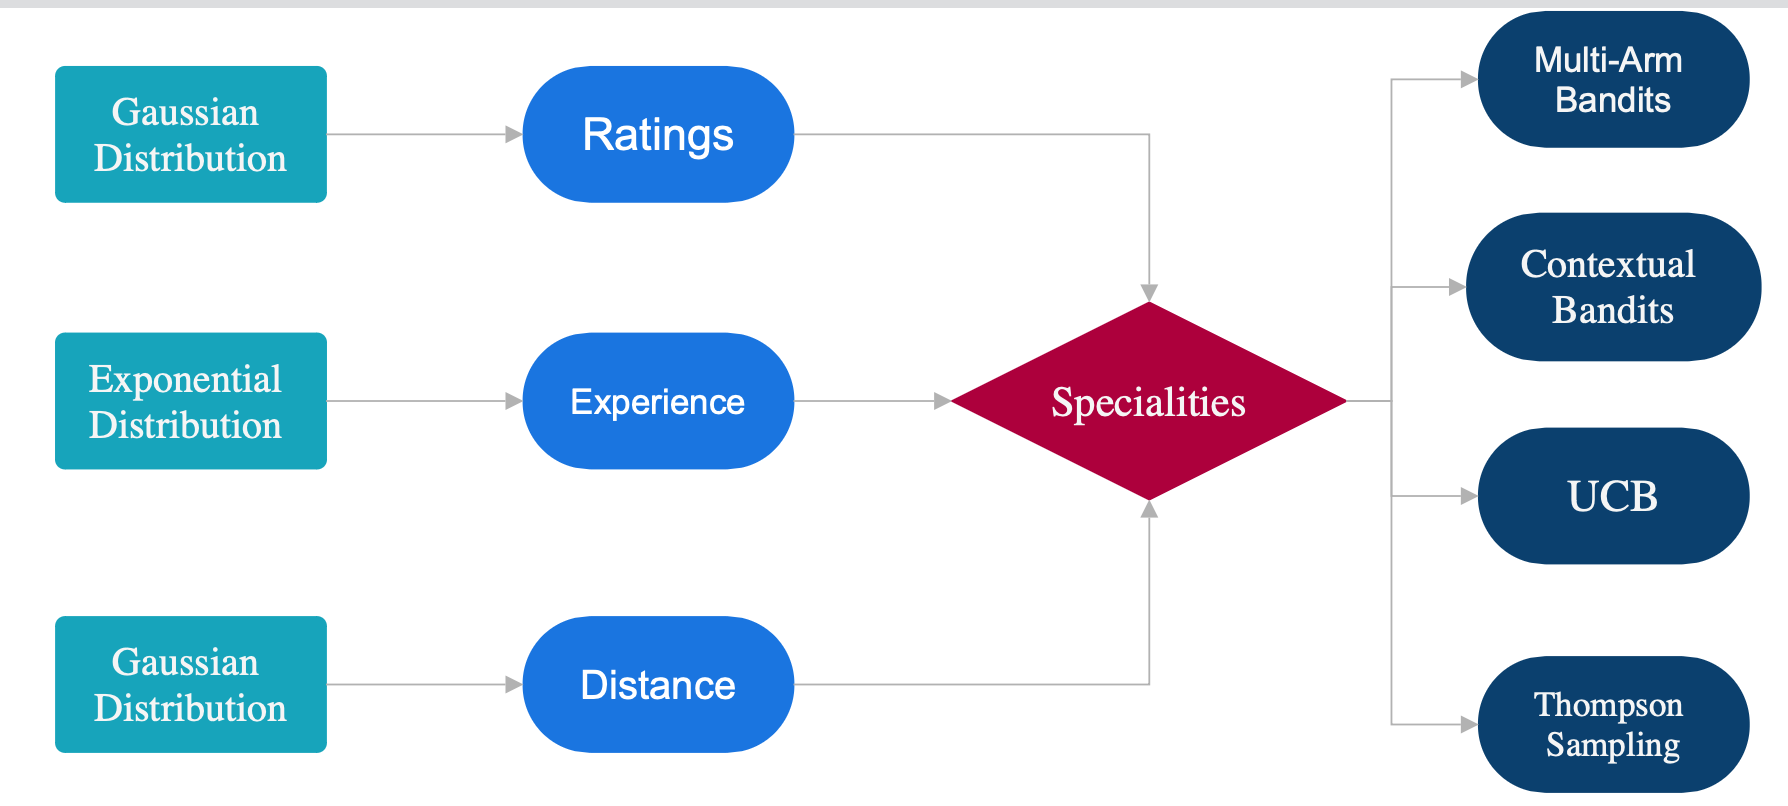 Gaussian
Distribution
Ratings
Exponential
Distribution
Experience
Gaussian
Distribution
Distance
Specialities
Multi-Arm
Bandits
Contextual
Bandits
UCB
Thompson
Sampling